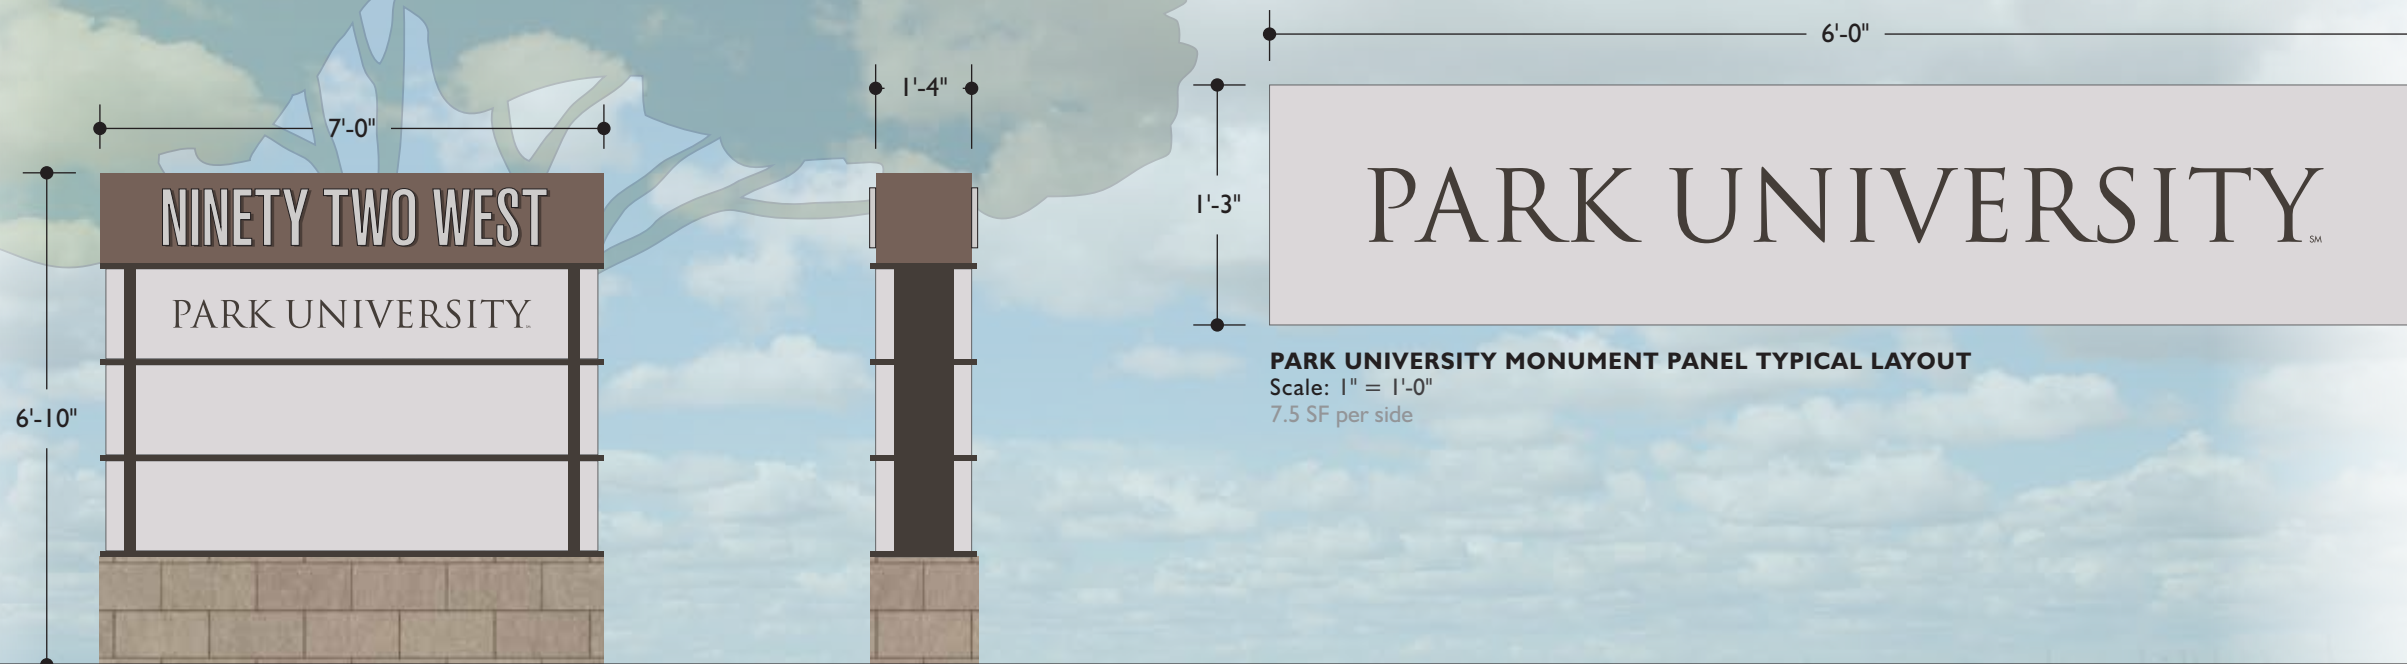 6'-0"
1'-4"
7'-0"
NINETY TWO WEST
PARK UNIVERSITY
6'-10"
1'-3"
PARK UNIVERSITY SM
PARK UNIVERSITY MONUMENT PANEL TYPICAL LAYOUT
Scale: 1" = 1'-0"
7.5 SF per side